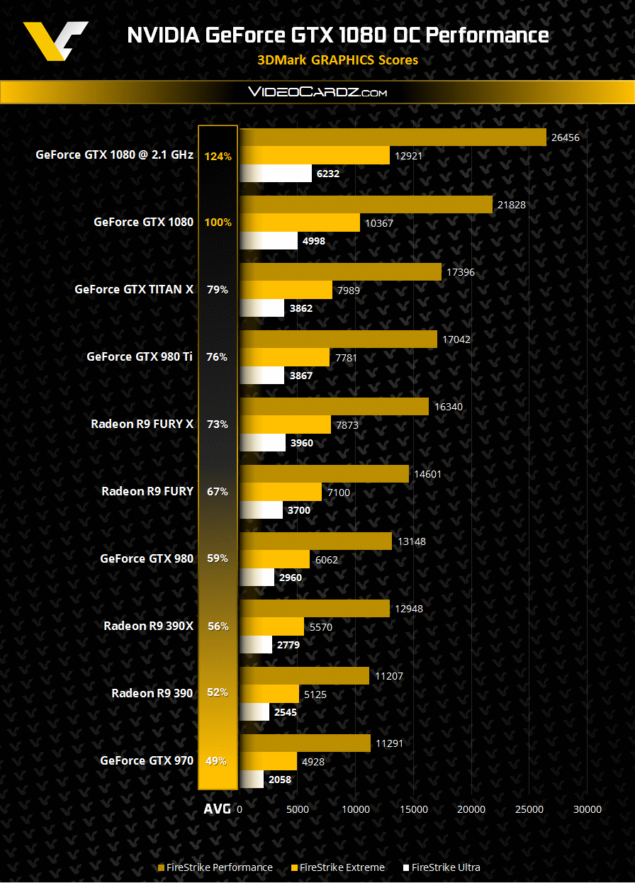 NVIDIA GeForce GTX 1080 OC Performance
3DMark GRAPHICS Scores
VIDEOCARDZ.COM
26456
GeForce GTX 1080 @ 2.1 GHz 124% 12921
6232
21828
GeForce GTX 1080 100% 10367
4998
17396
GeForce GTX TITAN X 79% 7989
3862
17042
GeForce GTX 980 Ti 76% 7781
3867
16340
Radeon R9 FURY X 73% 7873
3960
14601
Radeon R9 FURY 67% 7100
3700
13148
GeForce GTX 980 59% 6062
2960
12948
Radeon R9 390X 56% 5570
2779
11207
Radeon R9 390 52% 5125
2545
11291
GeForce GTX 970 49% 4928
2058
AVG 0 5000 10000 15000 20000 25000 30000
FireStrike Performance FireStrike Extreme FireStrike Ultra